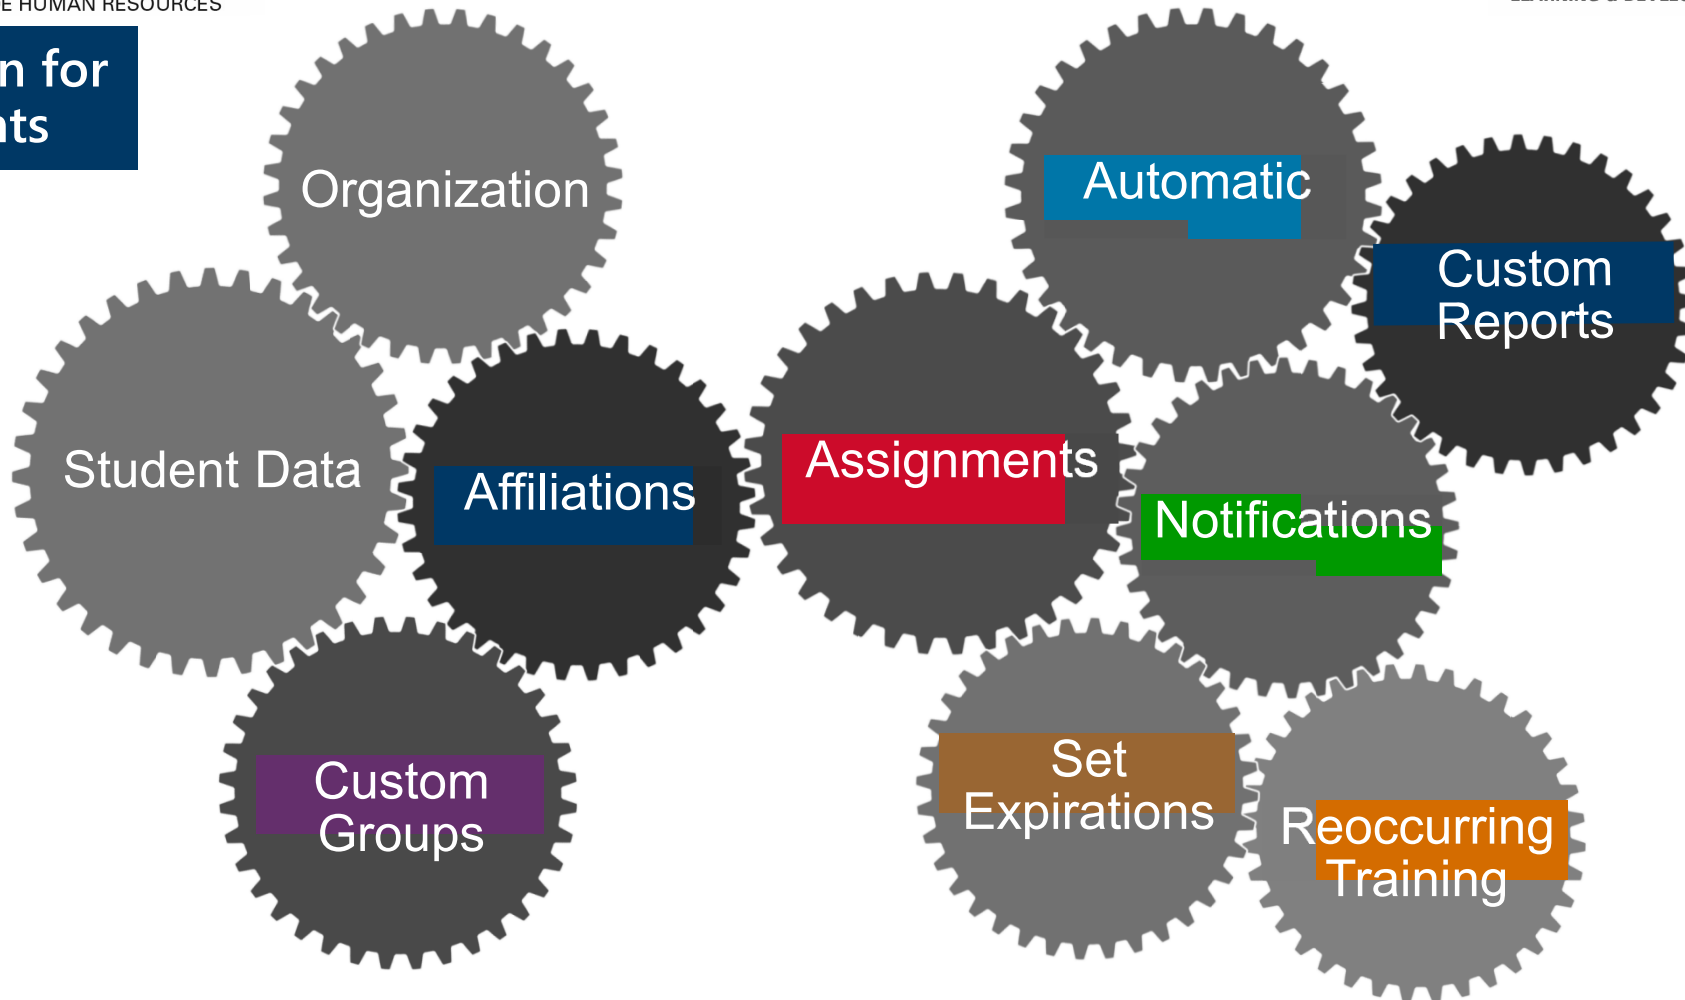 HUMAN RESOURCES
n for
nts
Organization
Automatic
Custom
Reports
Student Data
Affiliations
Assignments
Notifications
Custom
Groups
Set
Expirations
Reoccurring
Training